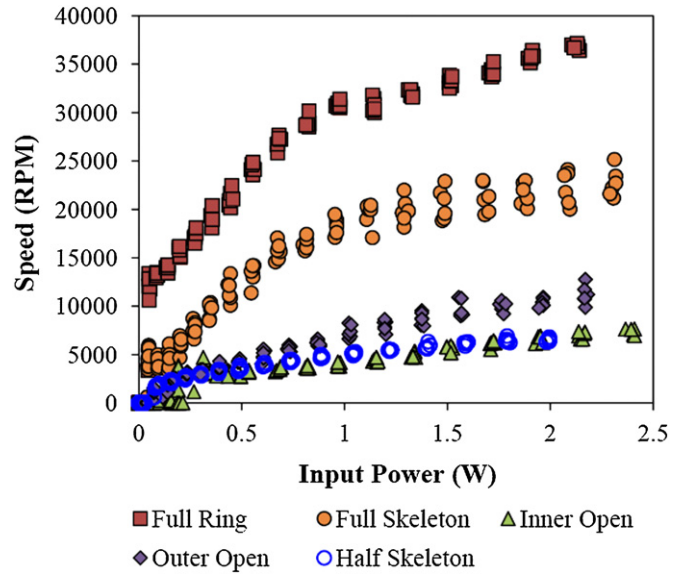 40000
35000
30000
25000
20000
15000
10000
5000
0
Speed (RPM)
0 0.5 1 1.5 2 2.5
Input Power (W)
Full Ring Full Skeleton Inner Open
Outer Open Half Skeleton